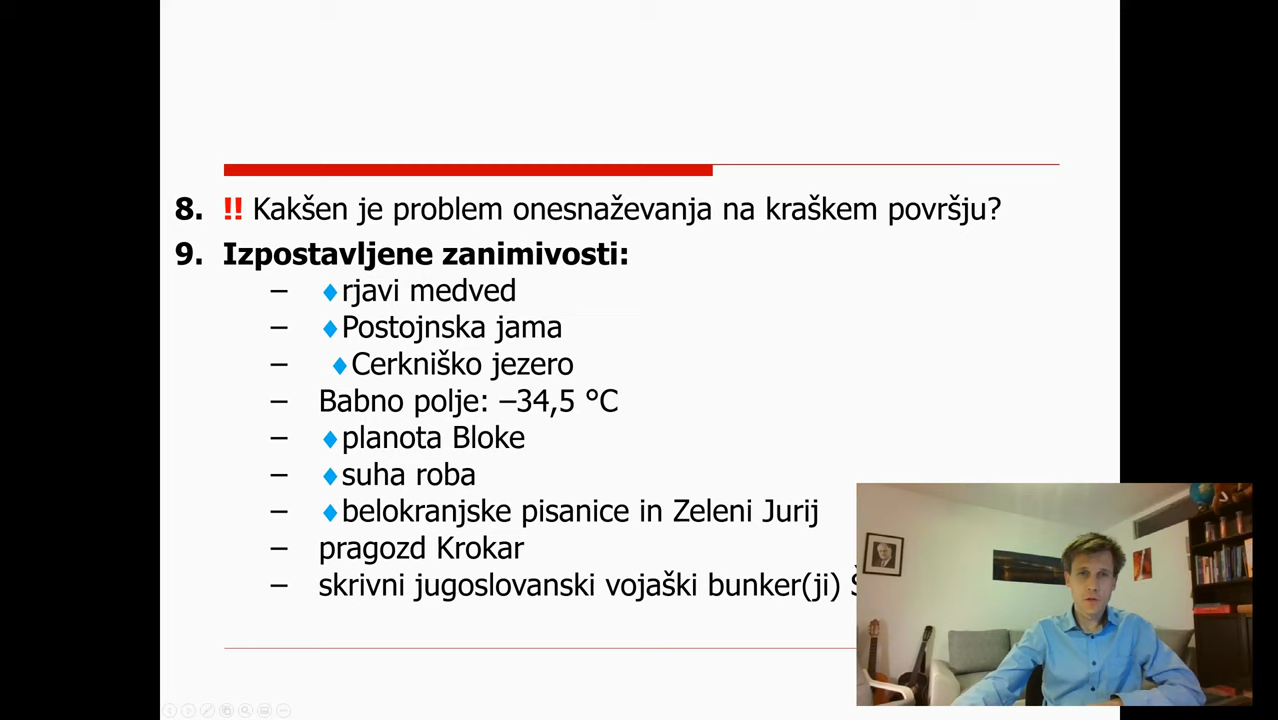 8. !! Kakšen je problem onesnaževanja na kraškem površju?
9. Izpostavljene zanimivosti:
– ♦rjavi medved
– ♦Postojnska jama
– ♦Cerkniško jezero
– Babno polje: –34,5 °C
– ♦planota Bloke
– ♦suha roba
– ♦belokranjske pisanice in Zeleni Jurij
– pragozd Krokar
– skrivni jugoslovanski vojaški bunker(ji)